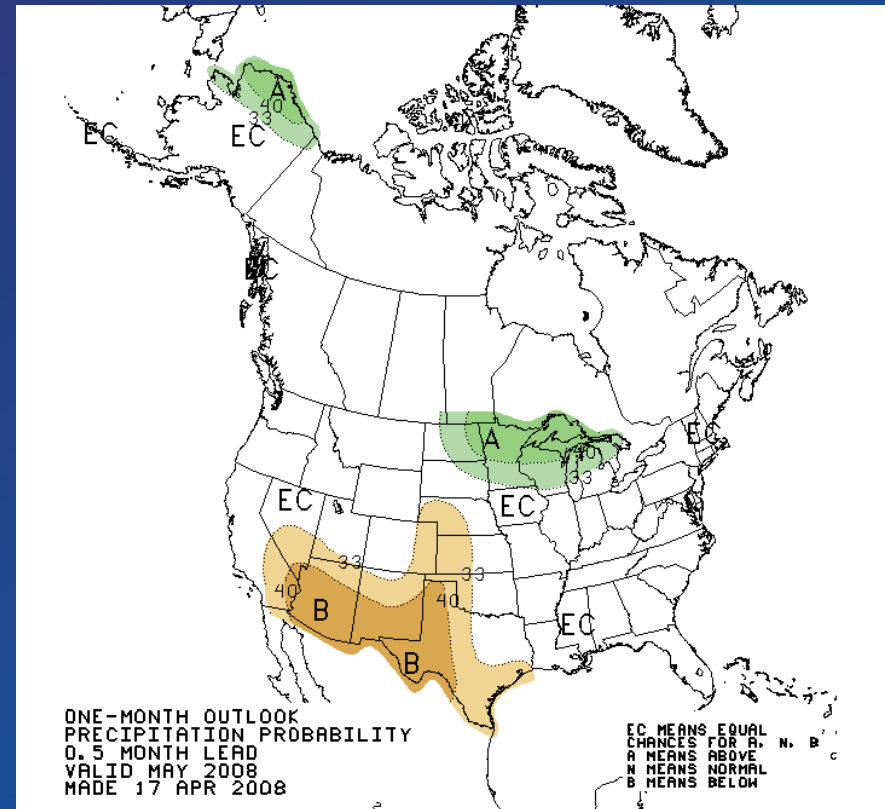 A
40
33
EC
EC
EC
A
40
33
EC
EC
EC
33
33
40
40
B
EC
B
ONE-MONTH OUTLOOK
PRECIPITATION PROBABILITY
0.5 MONTH LEAD
VALID MAY 2008
MADE 17 APR 2008
EC MEANS EQUAL
CHANCES FOR A, N, B
A MEANS ABOVE
N MEANS NORMAL
B MEANS BELOW